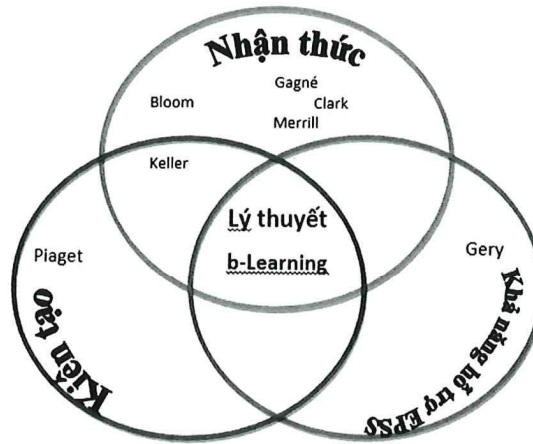 Nhận thức
Gagné
Bloom
Clark
Merrill
Keller
Lý thuyết
b-Learning
Piaget
Gery
Kiến tạo
Khả năng hỗ trợ EPSS